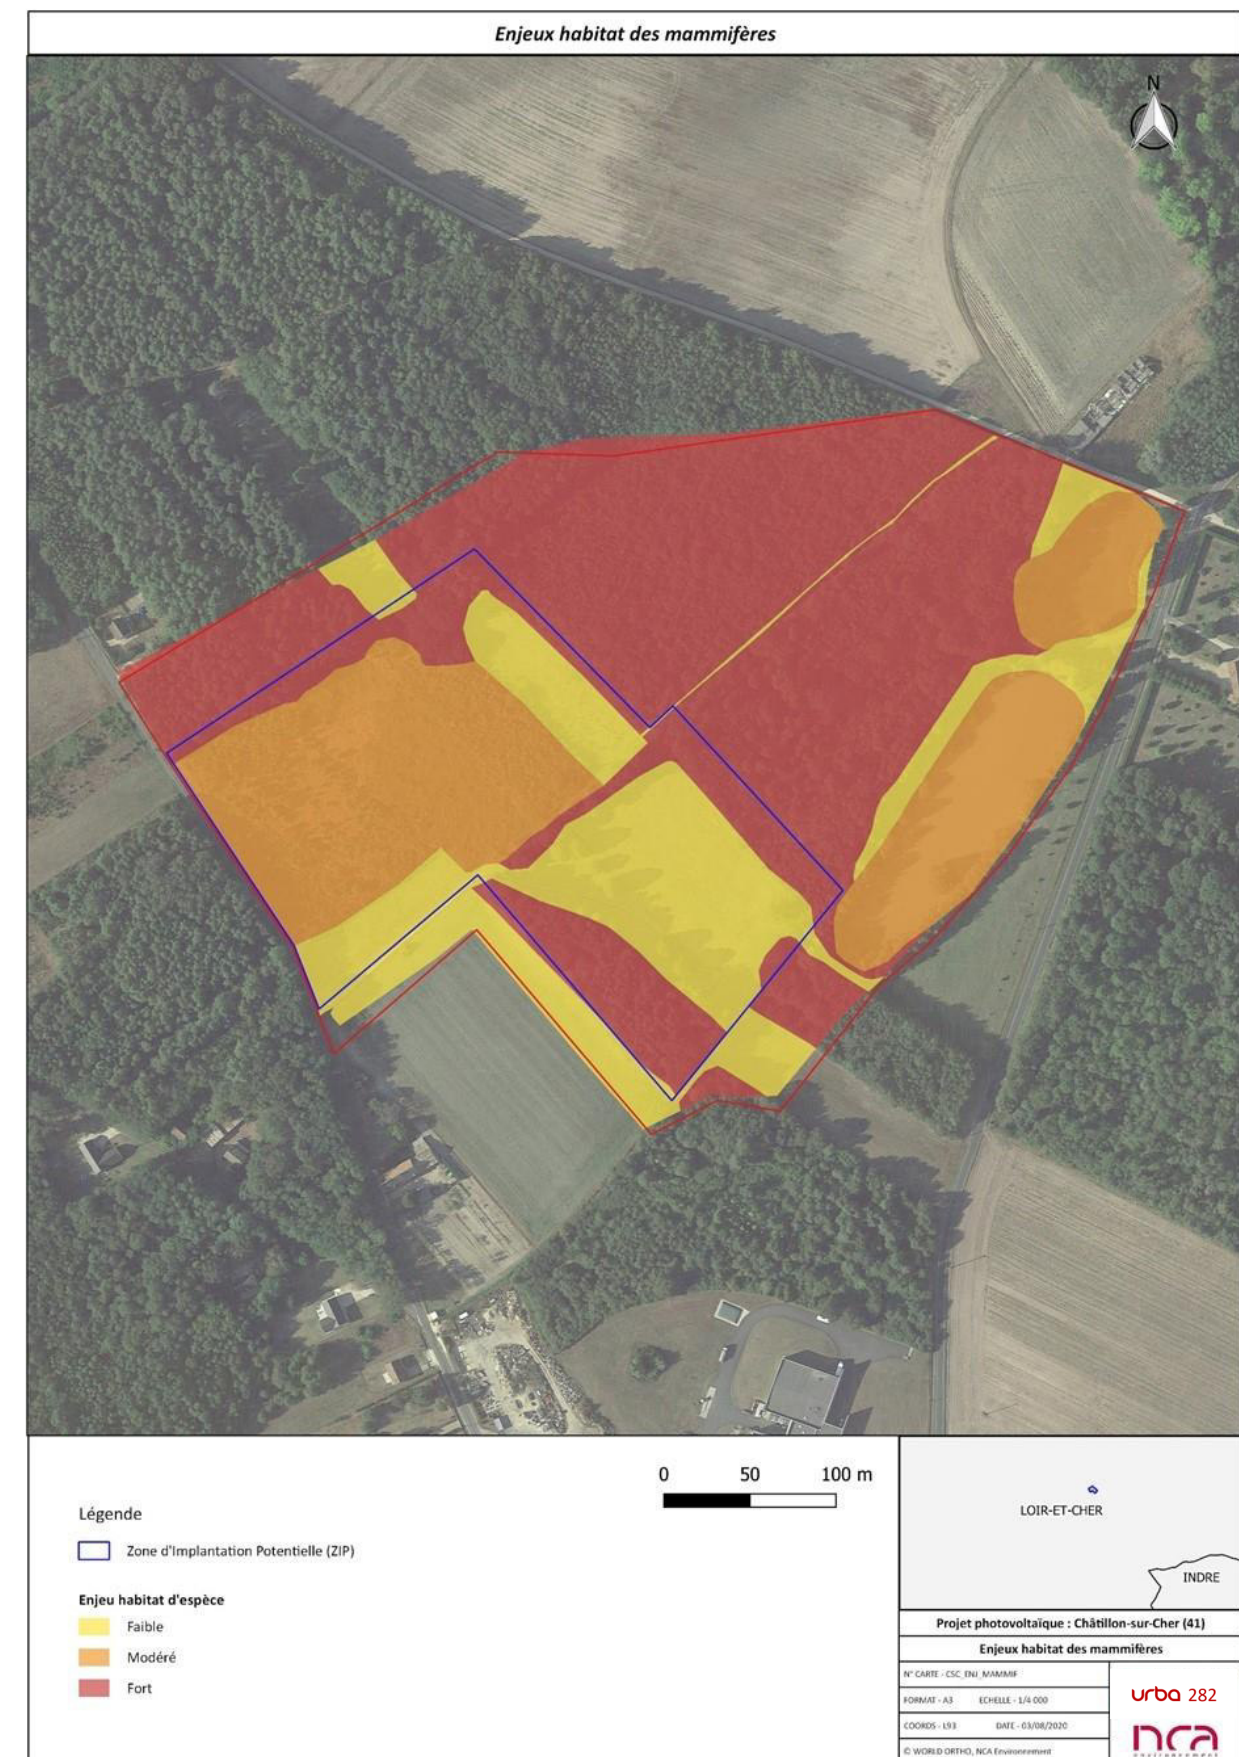 Enjeux habitat des mammifères
N
0 50 100 m
Légende
Zone d'Implantation Potentielle (ZIP)
Enjeu habitat d'espèce
Faible
Modéré
Fort
LOIR-ET-CHER
INDRE
Projet photovoltaïque : Châtillon-sur-Cher (41)
Enjeux habitat des mammifères
N° CARTE - CSC_ENJ_MAMMIF
FORMAT - A3 ECHELLE - 1/4 000
COORDS - L93 DATE - 03/08/2020
© WORLD ORTHO, NCA Environnement
urba 282
nca
environnement